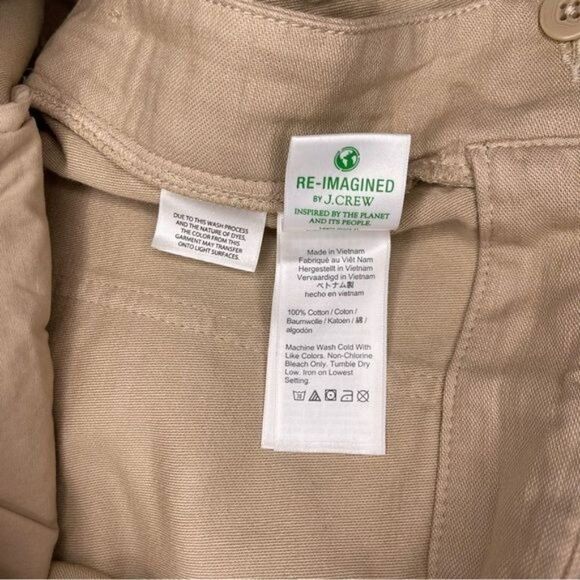 RE-IMAGINED
BY J.CREW
INSPIRED BY THE PLANET
AND ITS PEOPLE.
DUE TO THIS WASH PROCESS
AND THE NATURE OF DYES,
THE COLOR FROM THIS
GARMENT MAY TRANSFER
ONTO LIGHT SURFACES.
Made in Vietnam
Fabriqué au Viêt Nam
Hergestellt in Vietnam
Vervaardigd in Vietnam
ベトナム製
hecho en vietnam
100% Cotton / Coton /
Baumwolle / Katoen / 綿 /
algodón
Machine Wash Cold With
Like Colors. Non-Chlorine
Bleach Only. Tumble Dry
Low. Iron on Lowest
Setting.